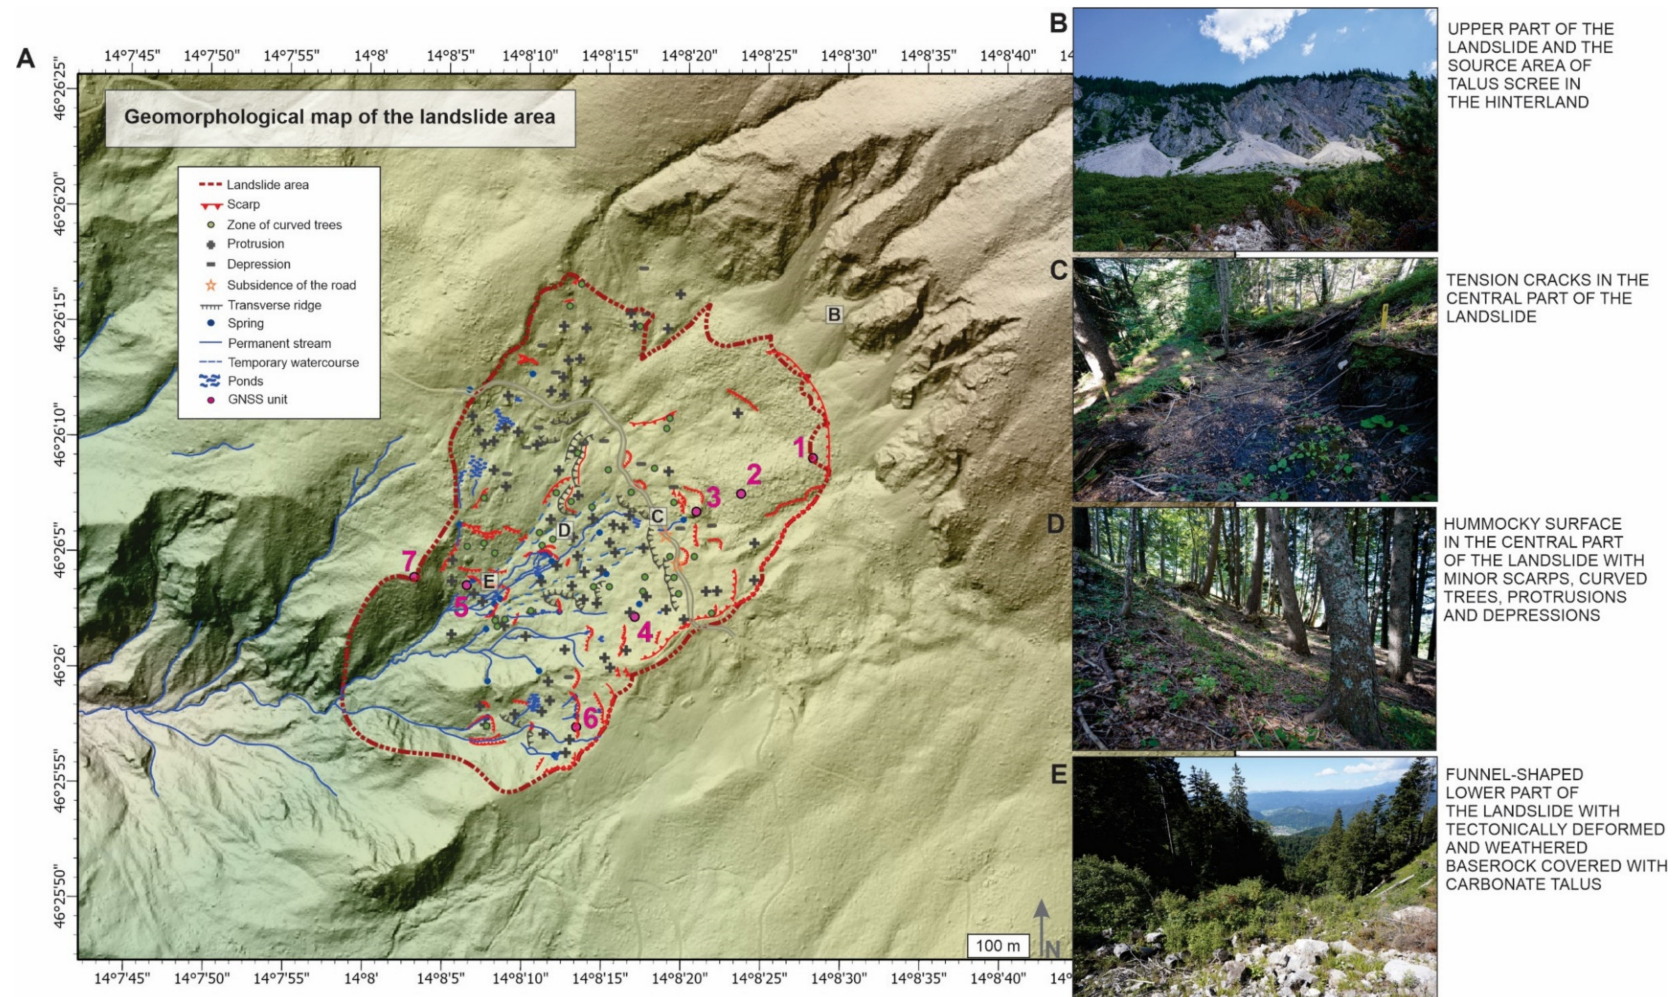 A
14°7'45" 14°7'50" 14°7'55" 14°8' 14°8'5" 14°8'10" 14°8'15" 14°8'20" 14°8'25" 14°8'30" 14°8'35" 14°8'40" 14
46°26'25"
46°26'20"
46°26'15"
46°26'10"
46°26'5"
46°26'
46°25'55"
46°25'50"
Geomorphological map of the landslide area
Landslide area
Scarp
Zone of curved trees
Protrusion
Depression
Subsidence of the road
Transverse ridge
Spring
Permanent stream
Temporary watercourse
Ponds
GNSS unit
B
1
2
3
C
D
7
E
5
4
6
100 m
N
14°7'45" 14°7'50" 14°7'55" 14°8' 14°8'5" 14°8'10" 14°8'15" 14°8'20" 14°8'25" 14°8'30" 14°8'35" 14°8'40" 14
B
UPPER PART OF THE
LANDSLIDE AND THE
SOURCE AREA OF
TALUS SCREE IN
THE HINTERLAND
C
TENSION CRACKS IN THE
CENTRAL PART OF THE
LANDSLIDE
D
HUMMOCKY SURFACE
IN THE CENTRAL PART
OF THE LANDSLIDE WITH
MINOR SCARPS, CURVED
TREES, PROTRUSIONS
AND DEPRESSIONS
E
FUNNEL-SHAPED
LOWER PART OF
THE LANDSLIDE WITH
TECTONICALLY DEFORMED
AND WEATHERED
BASEROCK COVERED WITH
CARBONATE TALUS